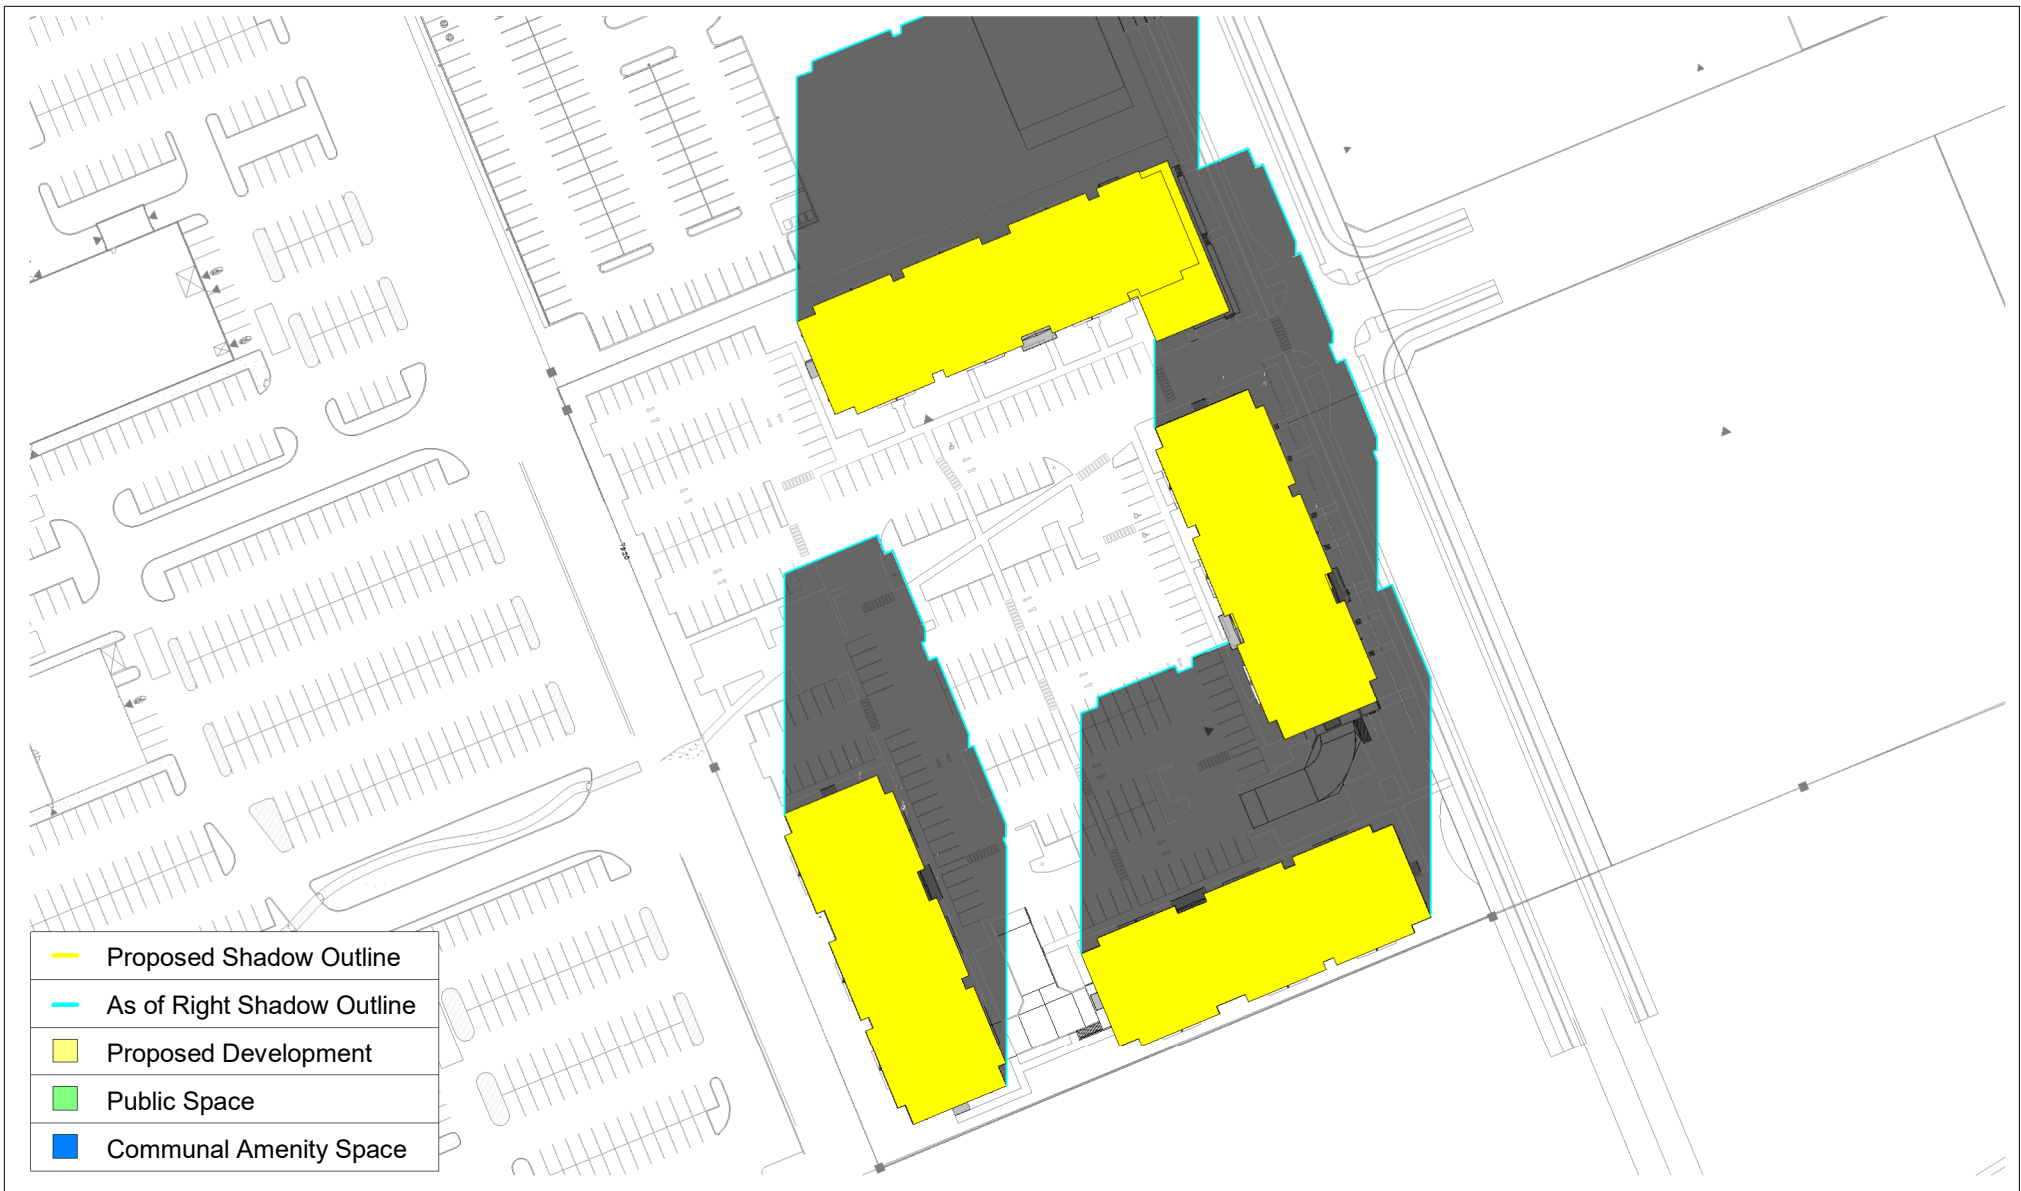 Proposed Shadow Outline
As of Right Shadow Outline
Proposed Development
Public Space
Communal Amenity Space